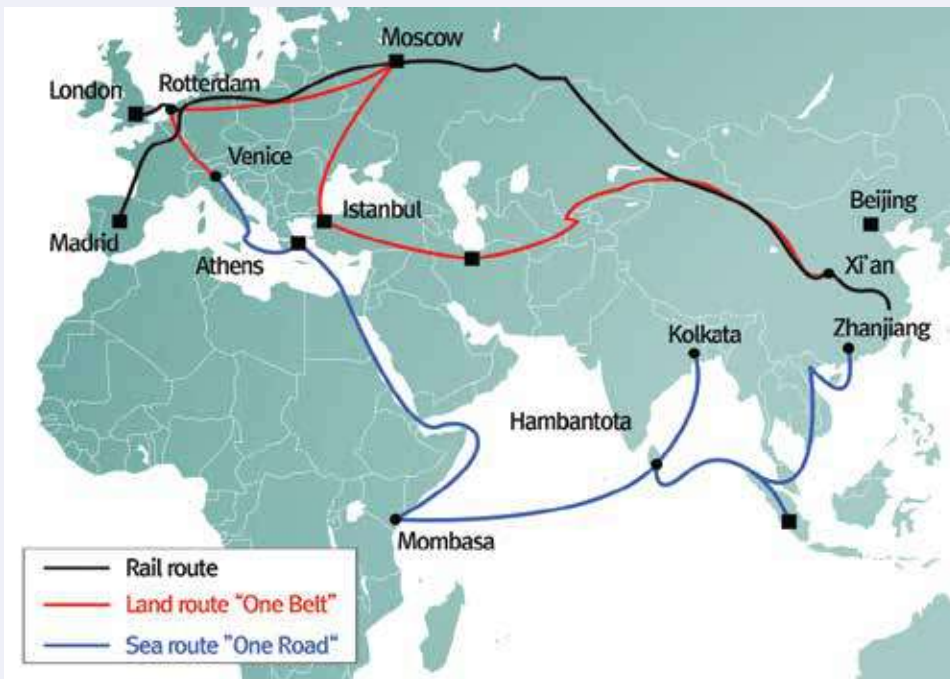 Moscow
London
Rotterdam
Venice
Madrid
Istanbul
Athens
Beijing
Xi'an
Zhanjiang
Kolkata
Hambantota
Mombasa
Rail route
Land route "One Belt"
Sea route "One Road"